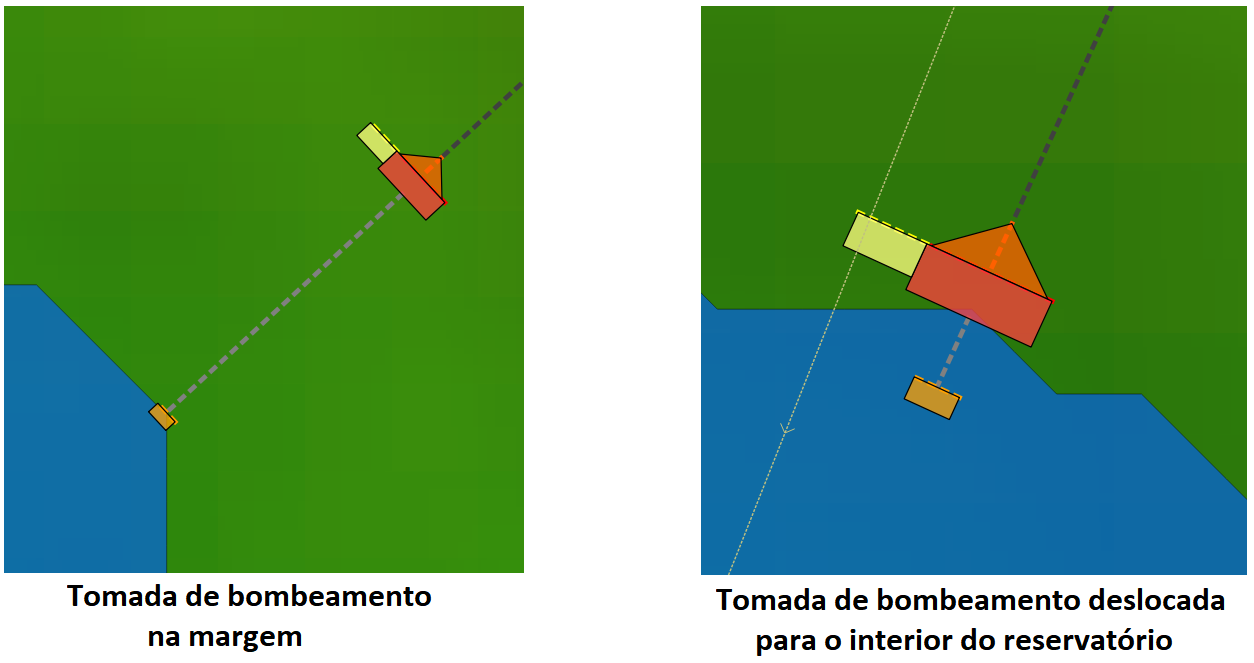 Tomada de bombeamento
na margem
Tomada de bombeamento deslocada
para o interior do reservatório